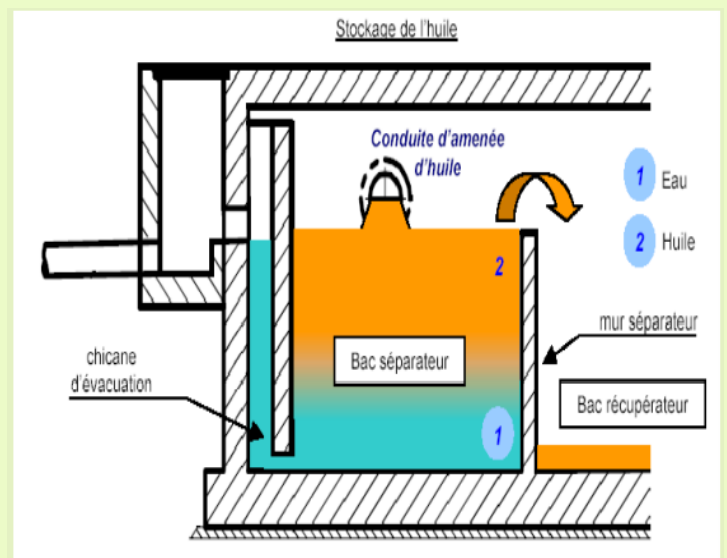 Stockage de l'huile
Conduite d'amenée
d'huile
1 Eau
2 Huile
2
mur séparateur
chicane
d'évacuation
Bac séparateur
Bac récupérateur
1